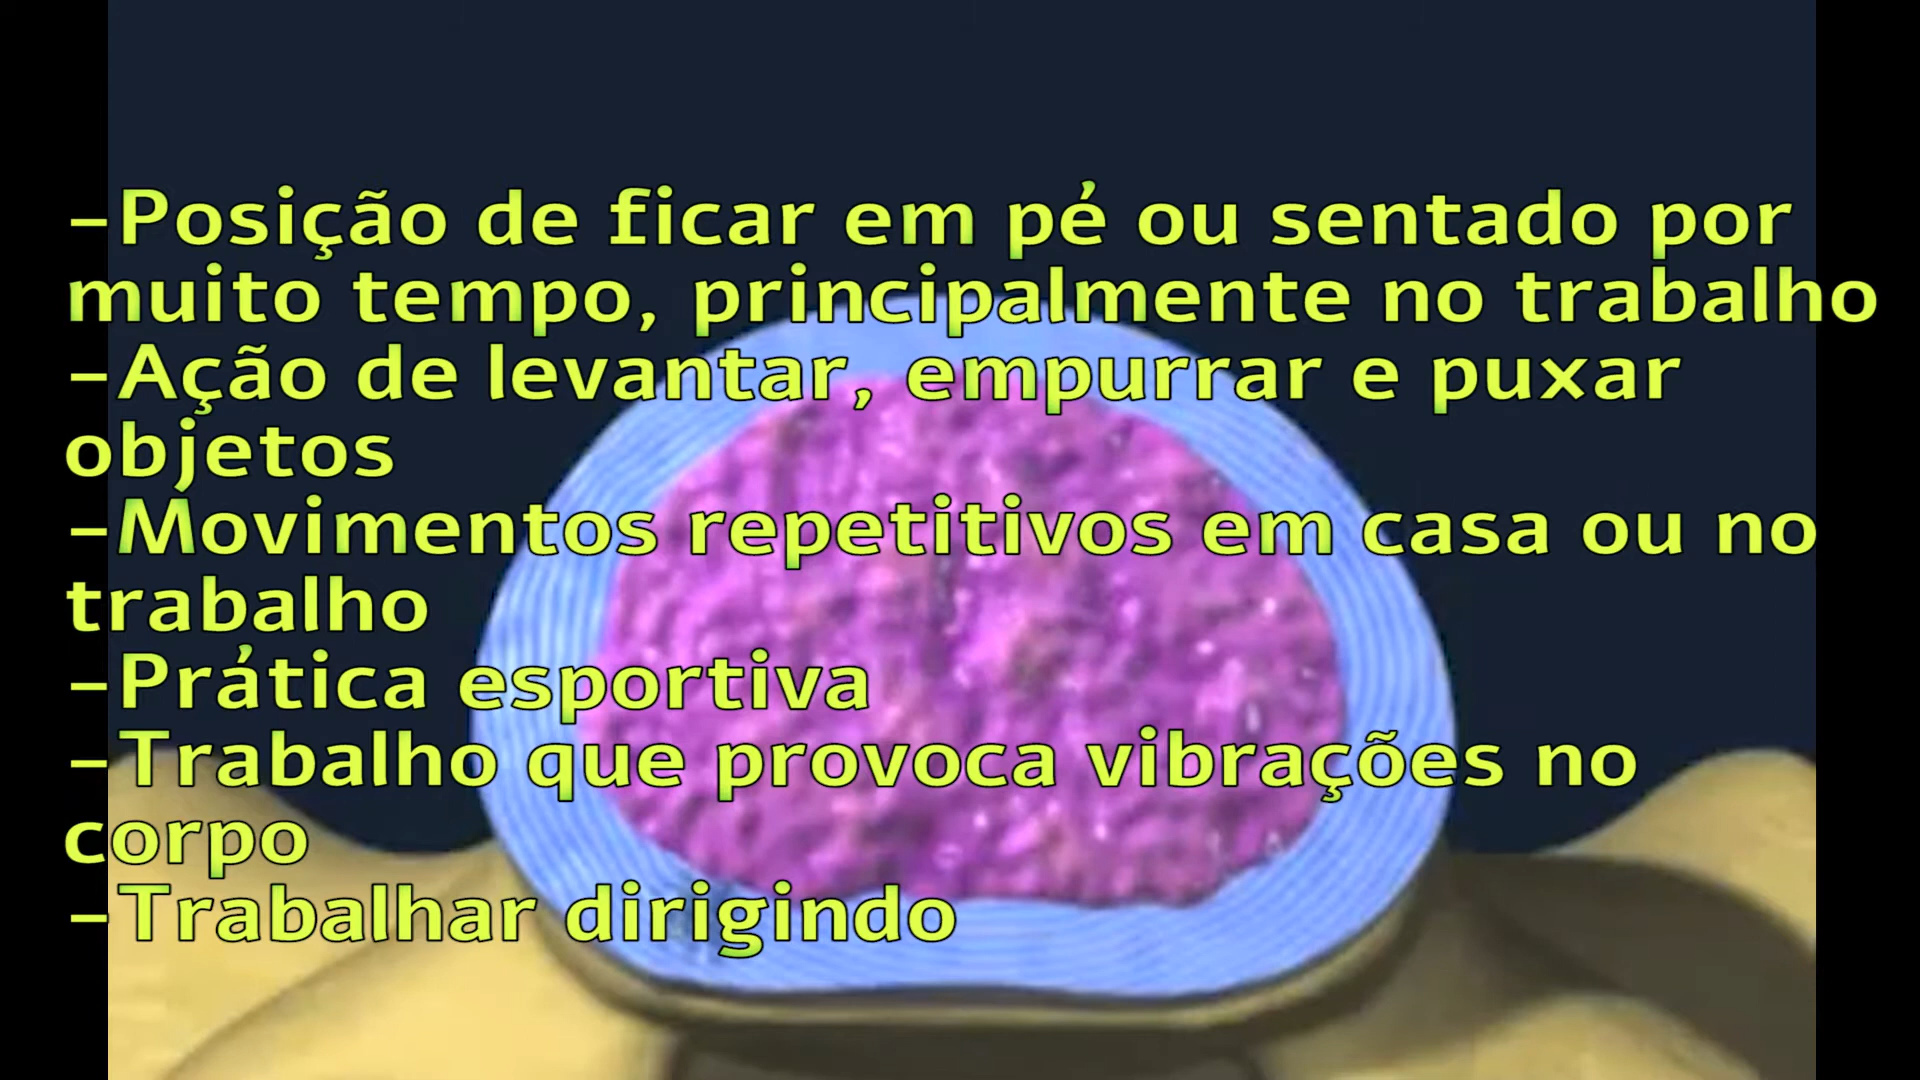 -Posição de ficar em pé ou sentado por
muito tempo, principalmente no trabalho
-Ação de levantar, empurrar e puxar
objetos
-Movimentos repetitivos em casa ou no
trabalho
-Prática esportiva
-Trabalho que provoca vibrações no
corpo
-Trabalhar dirigindo